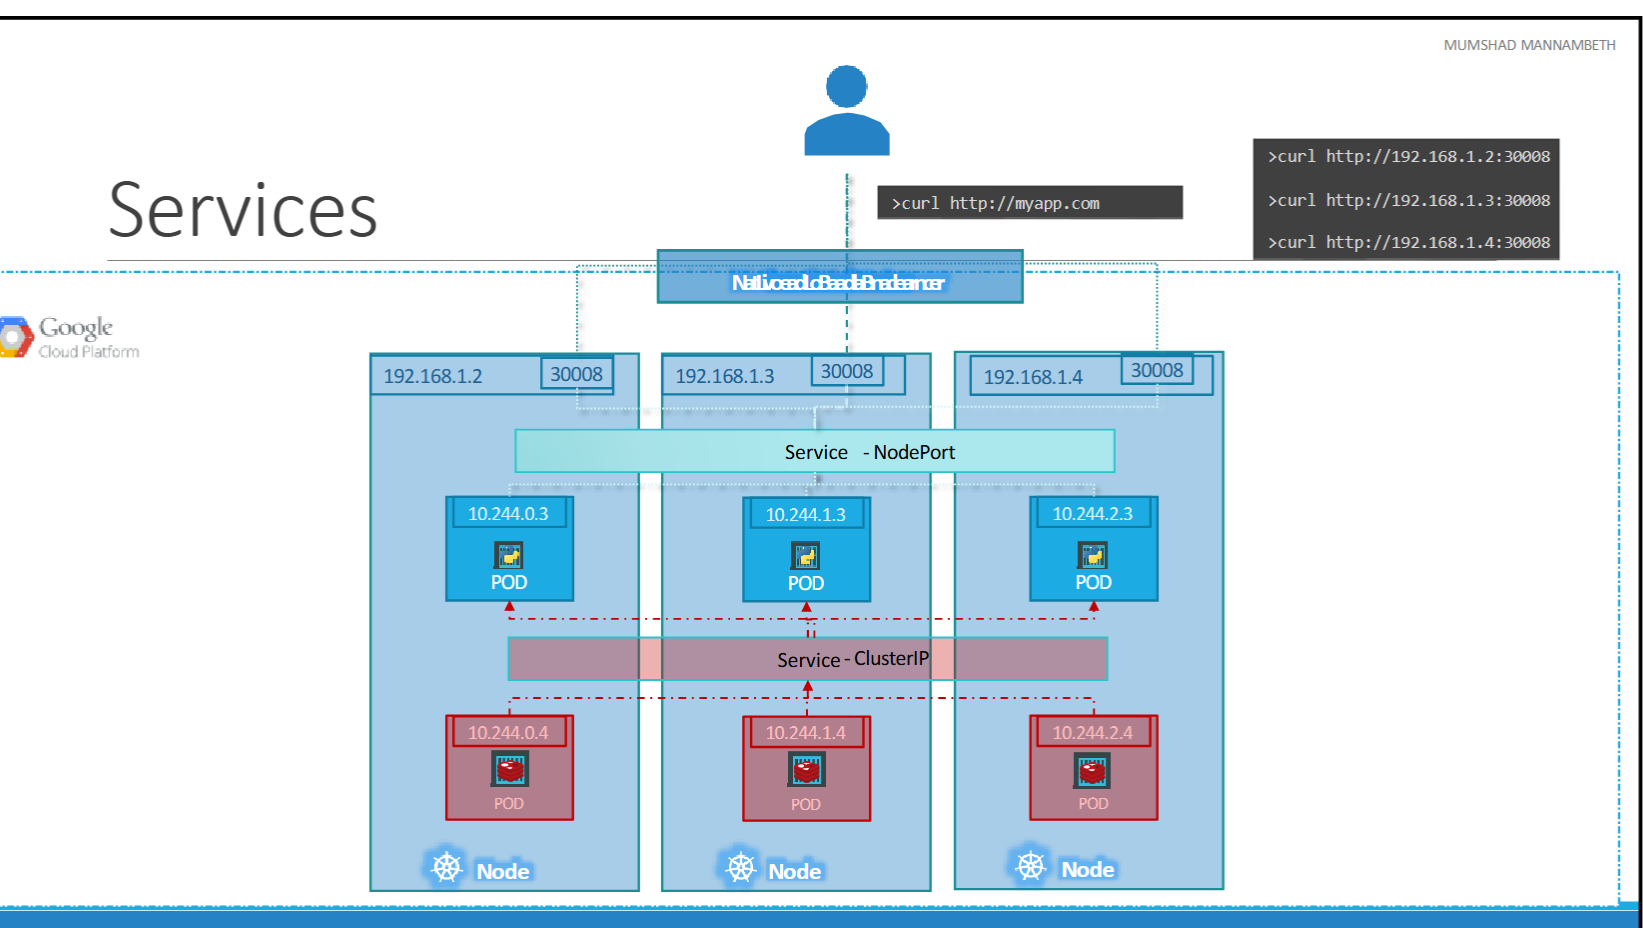 MUMSHAD MANNAMBETH
Services
>curl http://myapp.com
>curl http://192.168.1.2:30008
>curl http://192.168.1.3:30008
>curl http://192.168.1.4:30008
Google
Cloud Platform
192.168.1.2
30008
192.168.1.3
30008
192.168.1.4
30008
Service - NodePort
10.244.0.3
POD
10.244.1.3
POD
10.244.2.3
POD
Service - ClusterIP
10.244.0.4
POD
10.244.1.4
POD
10.244.2.4
POD
Node
Node
Node